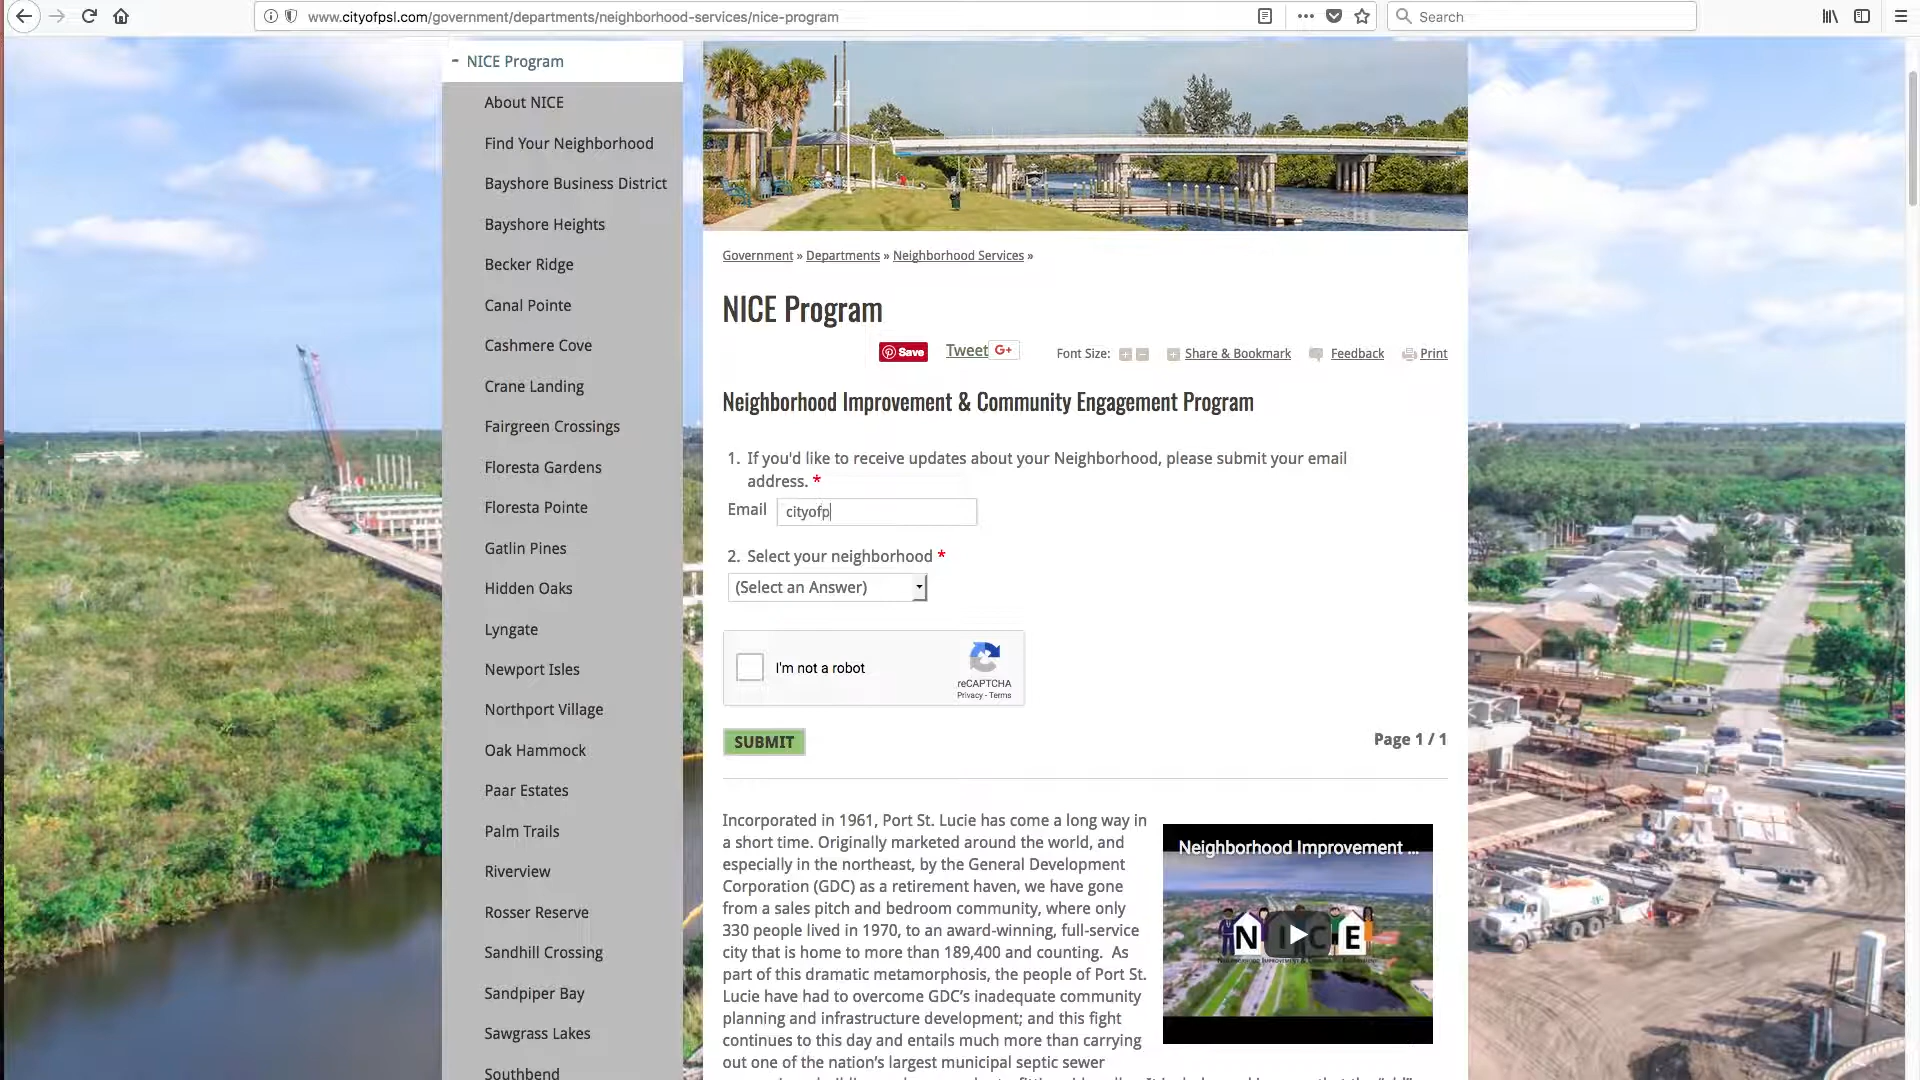 www.cityofpsl.com/government/departments/neighborhood-services/nice-program
Search
- NICE Program
About NICE
Find Your Neighborhood
Bayshore Business District
Bayshore Heights
Becker Ridge
Canal Pointe
Cashmere Cove
Crane Landing
Fairgreen Crossings
Floresta Gardens
Floresta Pointe
Gatlin Pines
Hidden Oaks
Lyngate
Newport Isles
Northport Village
Oak Hammock
Paar Estates
Palm Trails
Riverview
Rosser Reserve
Sandhill Crossing
Sandpiper Bay
Sawgrass Lakes
Southbend
Government » Departments » Neighborhood Services »
NICE Program
Save Tweet G+ Font Size: + - Share & Bookmark Feedback Print
Neighborhood Improvement & Community Engagement Program
1. If you'd like to receive updates about your Neighborhood, please submit your email
address. *
Email cityofp
2. Select your neighborhood *
(Select an Answer)
I'm not a robot
reCAPTCHA
Privacy - Terms
SUBMIT
Page 1 / 1
Incorporated in 1961, Port St. Lucie has come a long way in
a short time. Originally marketed around the world, and
especially in the northeast, by the General Development
Corporation (GDC) as a retirement haven, we have gone
from a sales pitch and bedroom community, where only
330 people lived in 1970, to an award-winning, full-service
city that is home to more than 189,400 and counting. As
part of this dramatic metamorphosis, the people of Port St.
Lucie have had to overcome GDC's inadequate community
planning and infrastructure development; and this fight
continues to this day and entails much more than carrying
out one of the nation's largest municipal septic sewer
Neighborhood Improvement ...
NICE